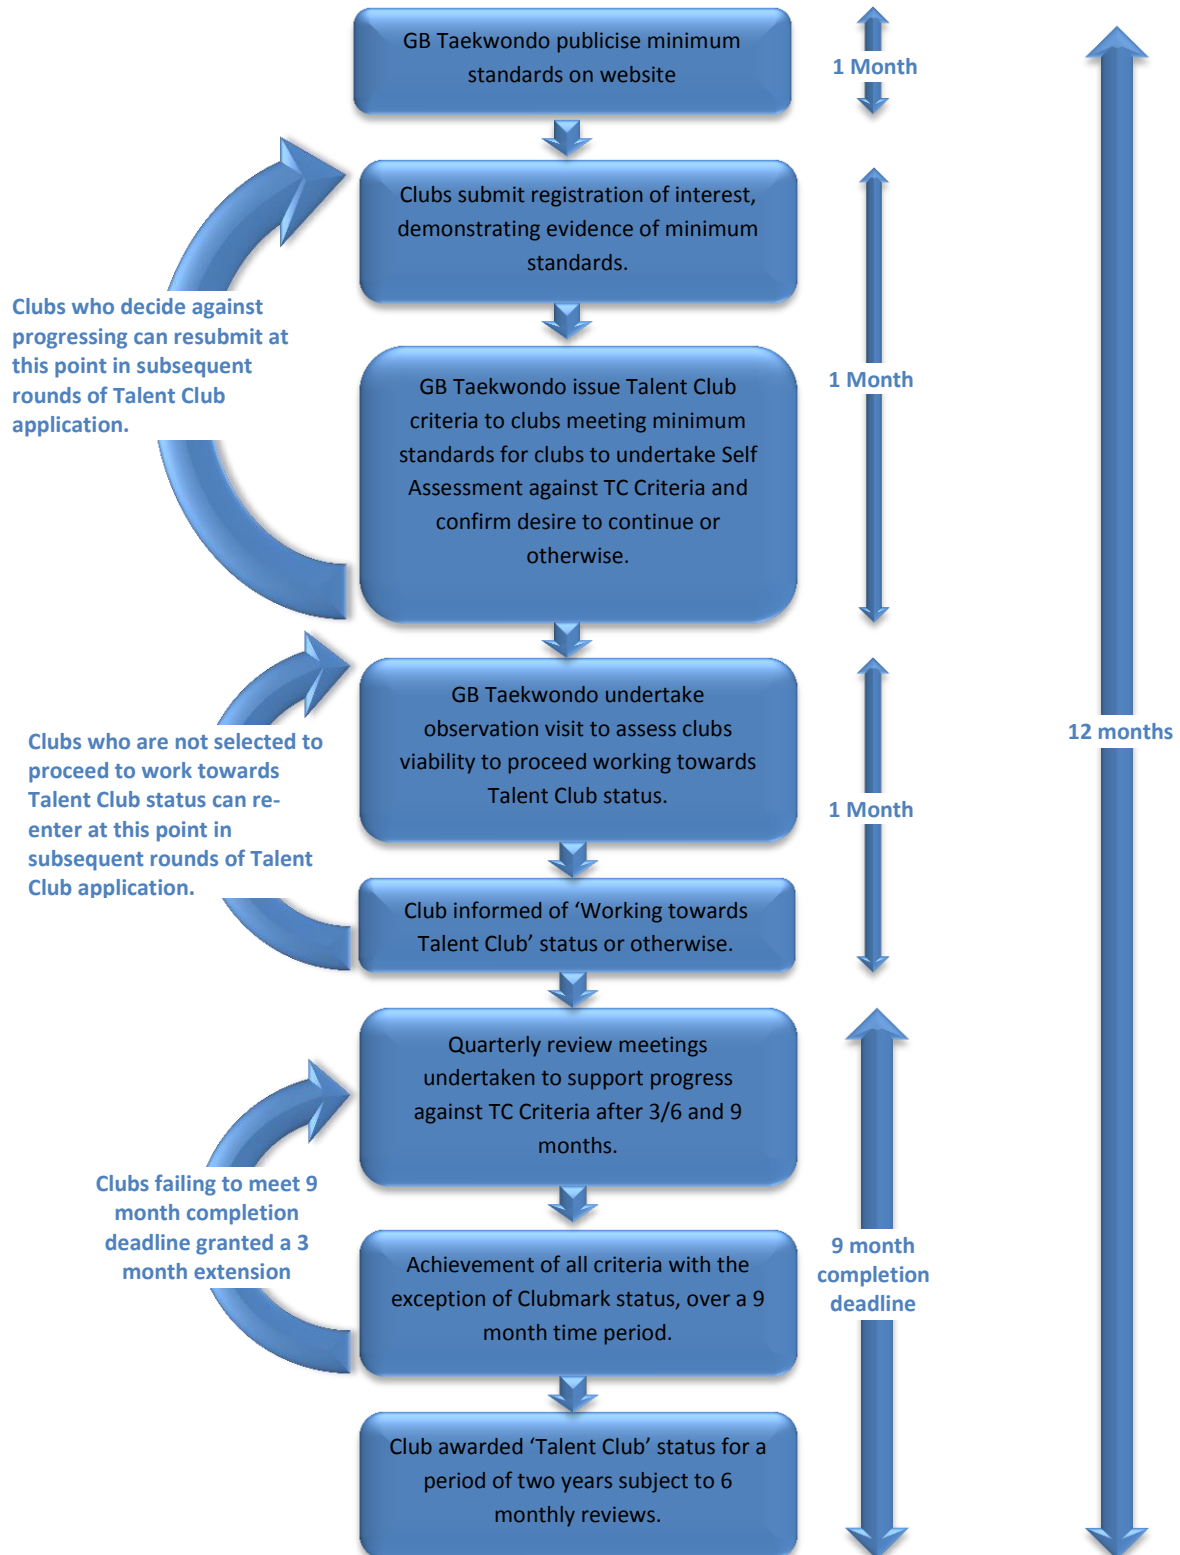 GB Taekwondo publicise minimum
standards on website
1 Month
Clubs submit registration of interest,
demonstrating evidence of minimum
standards.
Clubs who decide against
progressing can resubmit at
this point in subsequent
rounds of Talent Club
application.
GB Taekwondo issue Talent Club
criteria to clubs meeting minimum
standards for clubs to undertake Self
Assessment against TC Criteria and
confirm desire to continue or
otherwise.
1 Month
GB Taekwondo undertake
observation visit to assess clubs
viability to proceed working towards
Talent Club status.
Clubs who are not selected to
proceed to work towards
Talent Club status can re-
enter at this point in
subsequent rounds of Talent
Club application.
1 Month
12 months
Club informed of ‘Working towards
Talent Club’ status or otherwise.
Quarterly review meetings
undertaken to support progress
against TC Criteria after 3/6 and 9
months.
Clubs failing to meet 9
month completion
deadline granted a 3
month extension
Achievement of all criteria with the
exception of Clubmark status, over a 9
month time period.
9 month
completion
deadline
Club awarded ‘Talent Club’ status for a
period of two years subject to 6
monthly reviews.